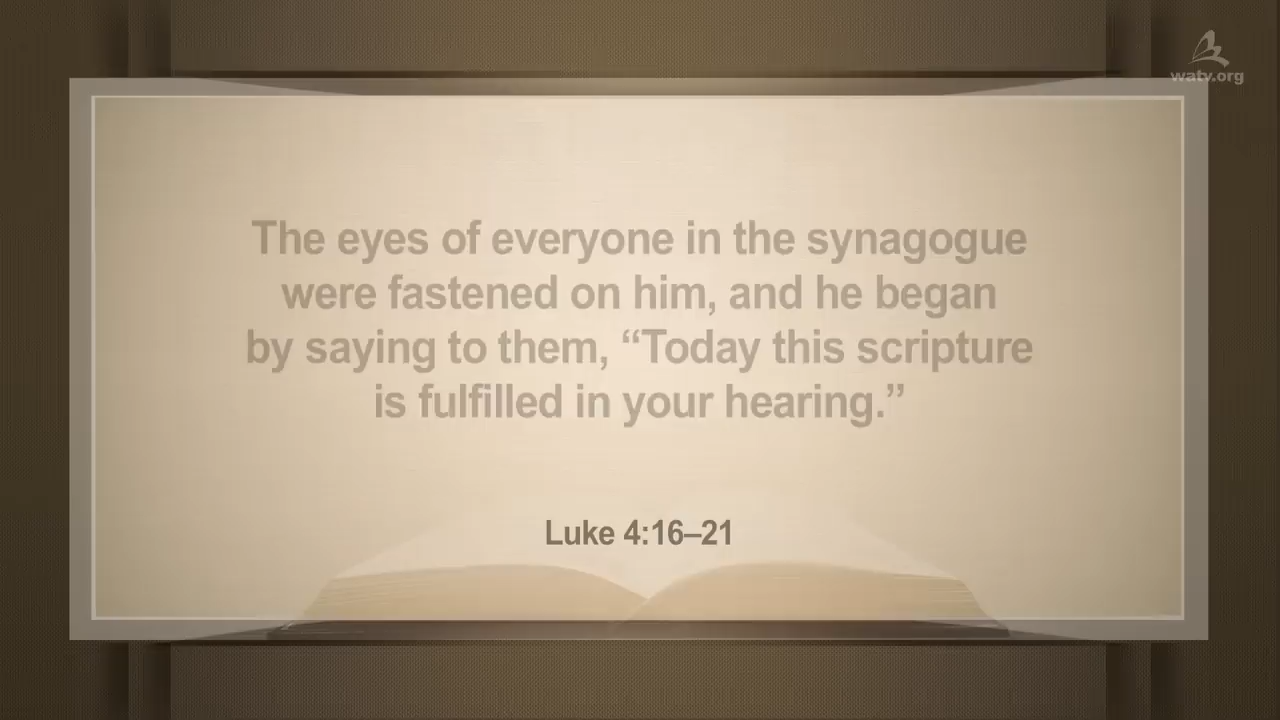 watv.org
The eyes of everyone in the synagogue
were fastened on him, and he began
by saying to them, “Today this scripture
is fulfilled in your hearing.”
Luke 4:16–21